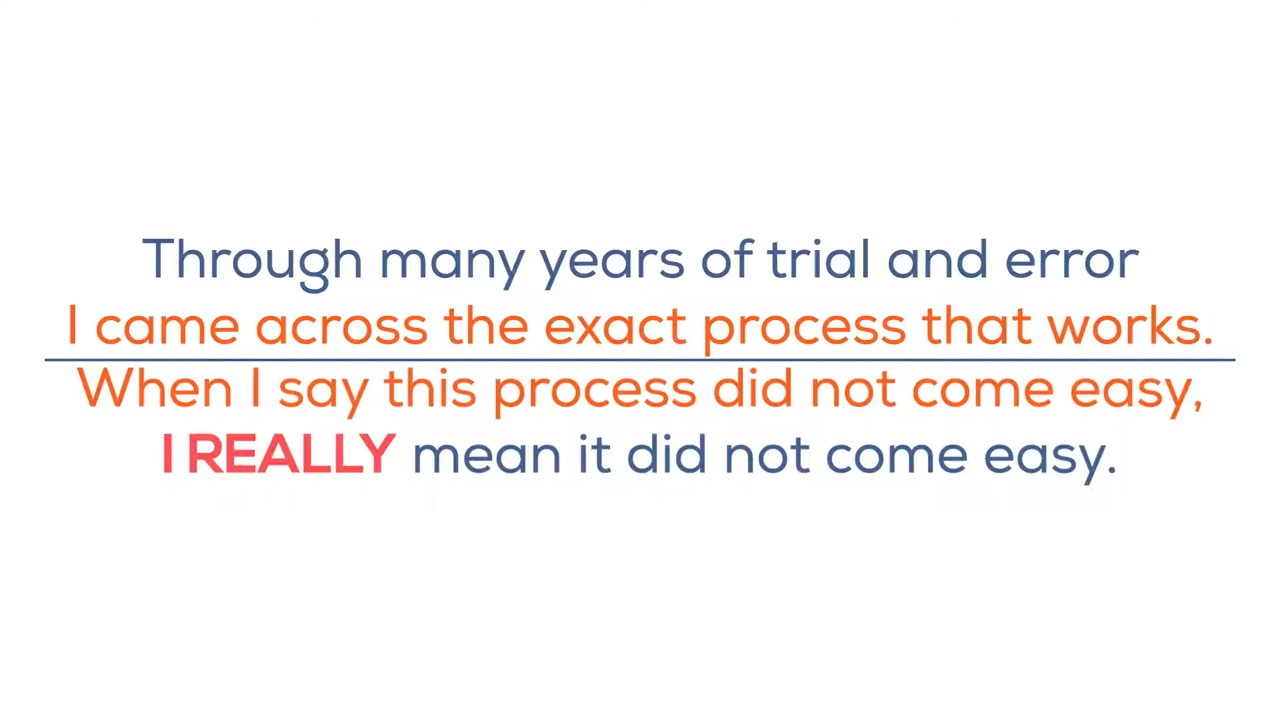 Through many years of trial and error
I came across the exact process that works.
When I say this process did not come easy,
I REALLY mean it did not come easy.